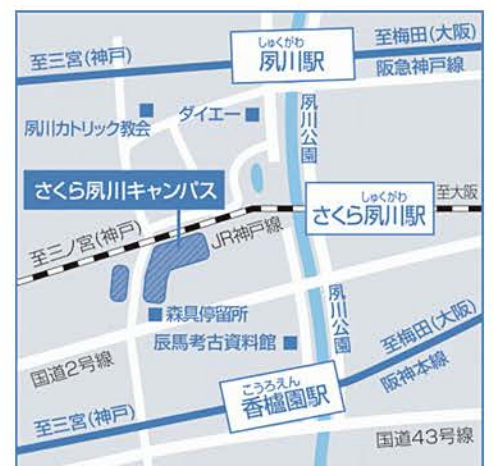 至三宮(神戸)
しゅくがわ
夙川駅
至梅田(大阪)
阪急神戸線
夙川カトリック教会
ダイエー
夙川公園
さくら夙川キャンパス
しゅくがわ
さくら夙川駅
至大阪
至三ノ宮(神戸)
JR神戸線
森具停留所
辰馬考古資料館
夙川公園
国道2号線
至梅田(大阪)
阪神本線
こうろえん
香櫨園駅
至三宮(神戸)
国道43号線